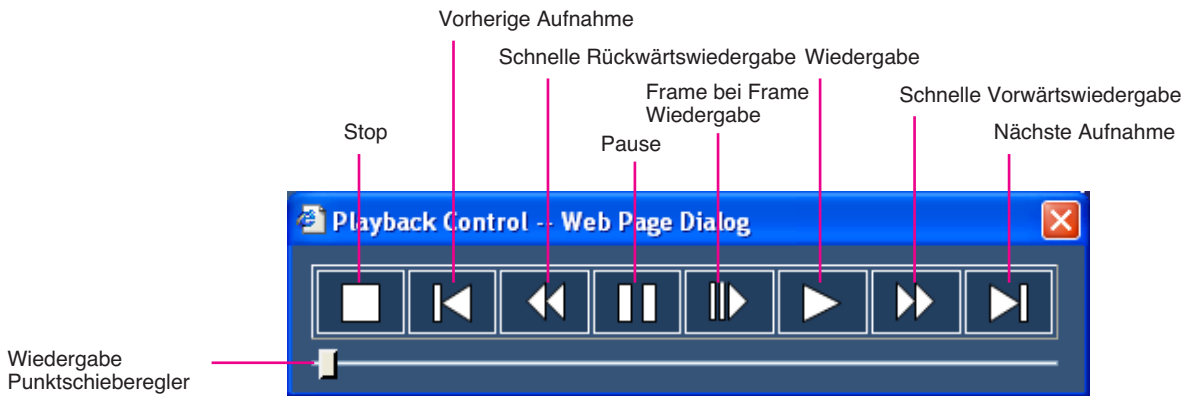 Vorherige Aufnahme
Schnelle Rückwärtswiedergabe
Wiedergabe
Frame bei Frame
Wiedergabe
Schnelle Vorwärtswiedergabe
Stop
Pause
Nächste Aufnahme
Playback Control -- Web Page Dialog
Wiedergabe
Punktschieberegler